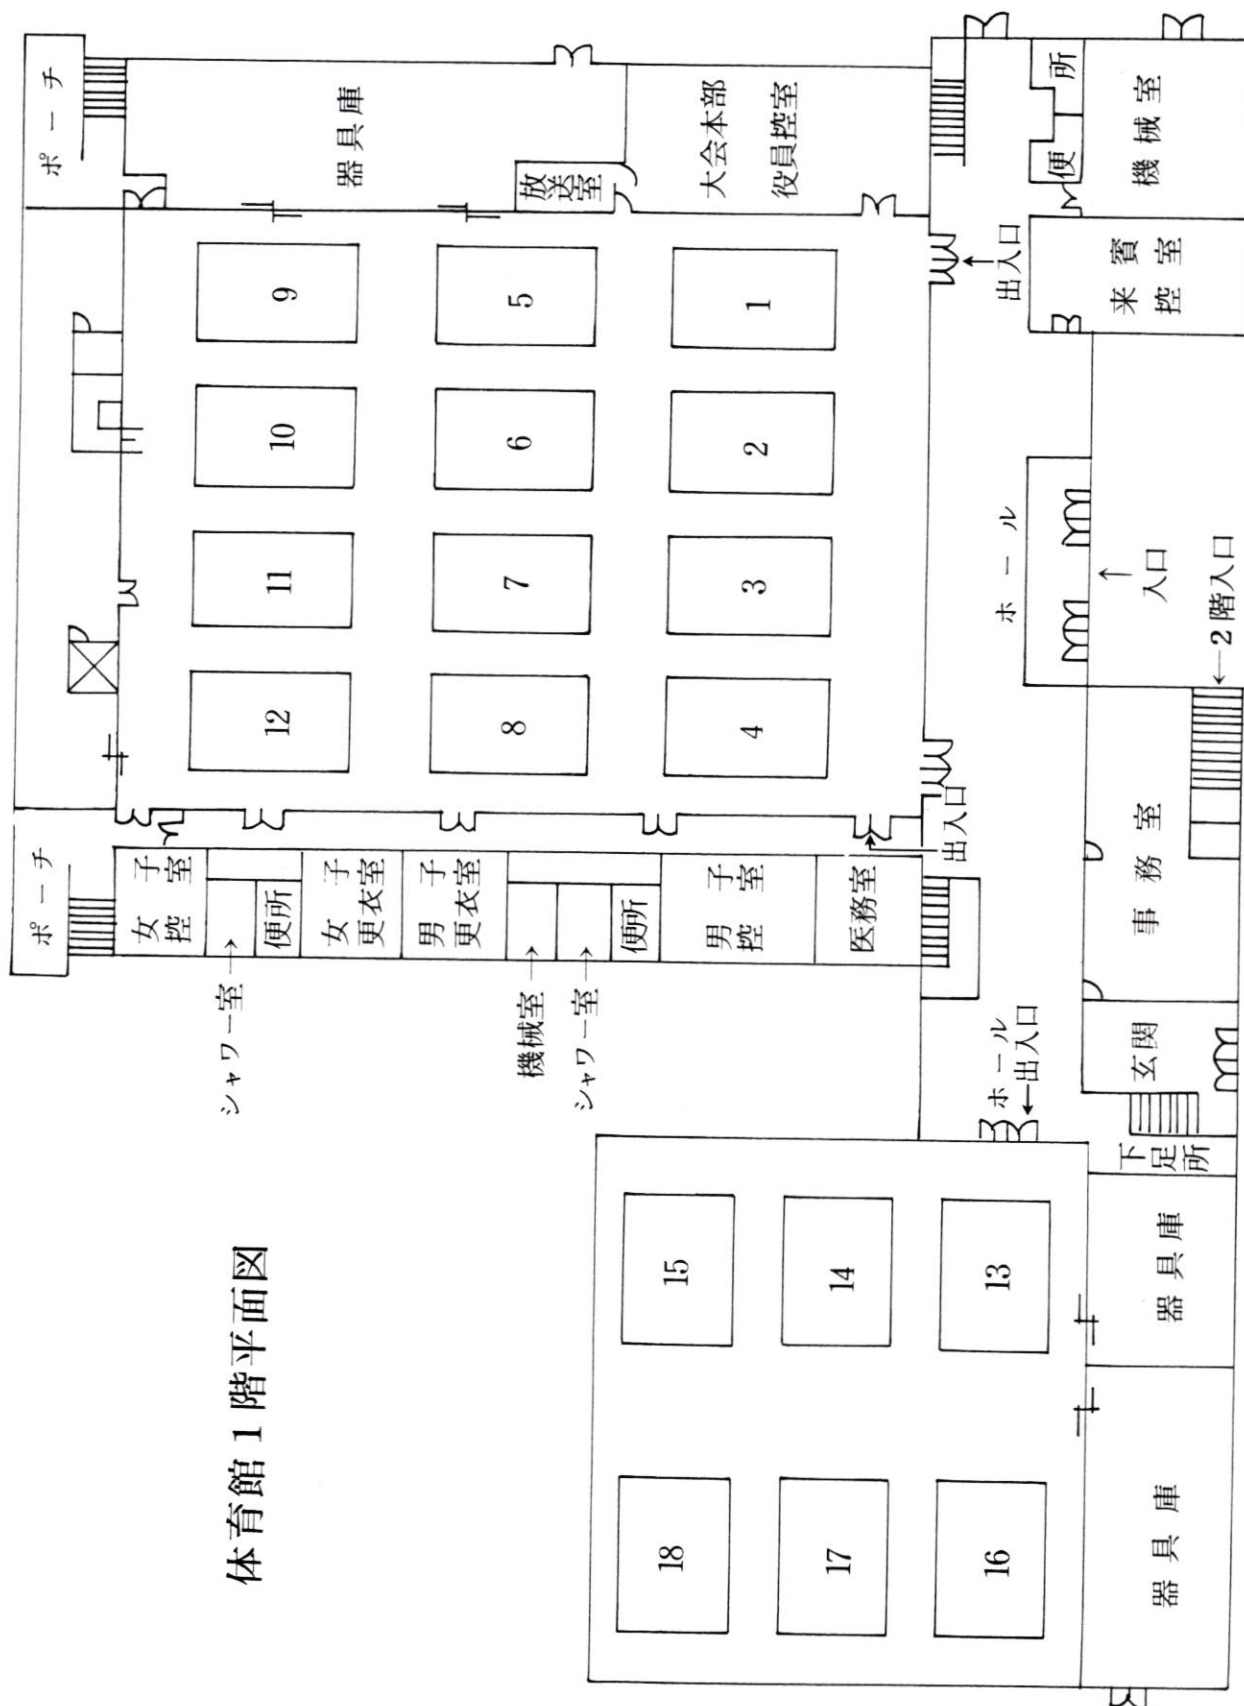 体育館1階平面図
ポーチ
ポーチ
女子
控室
シャワー室→
便所
女子
更衣室
男子
更衣室
機械室→
シャワー室→
便所
男子
控室
医務室
12
11
10
9
8
7
6
5
4
3
2
1
器具庫
放送室
大会本部
役員控室
出入口
出入口
ホール
出入口
ホール
入口
←2階入口
便所
機械室
来賓
控室
事務室
玄関
下足所
18
15
17
14
16
13
器具庫
器具庫